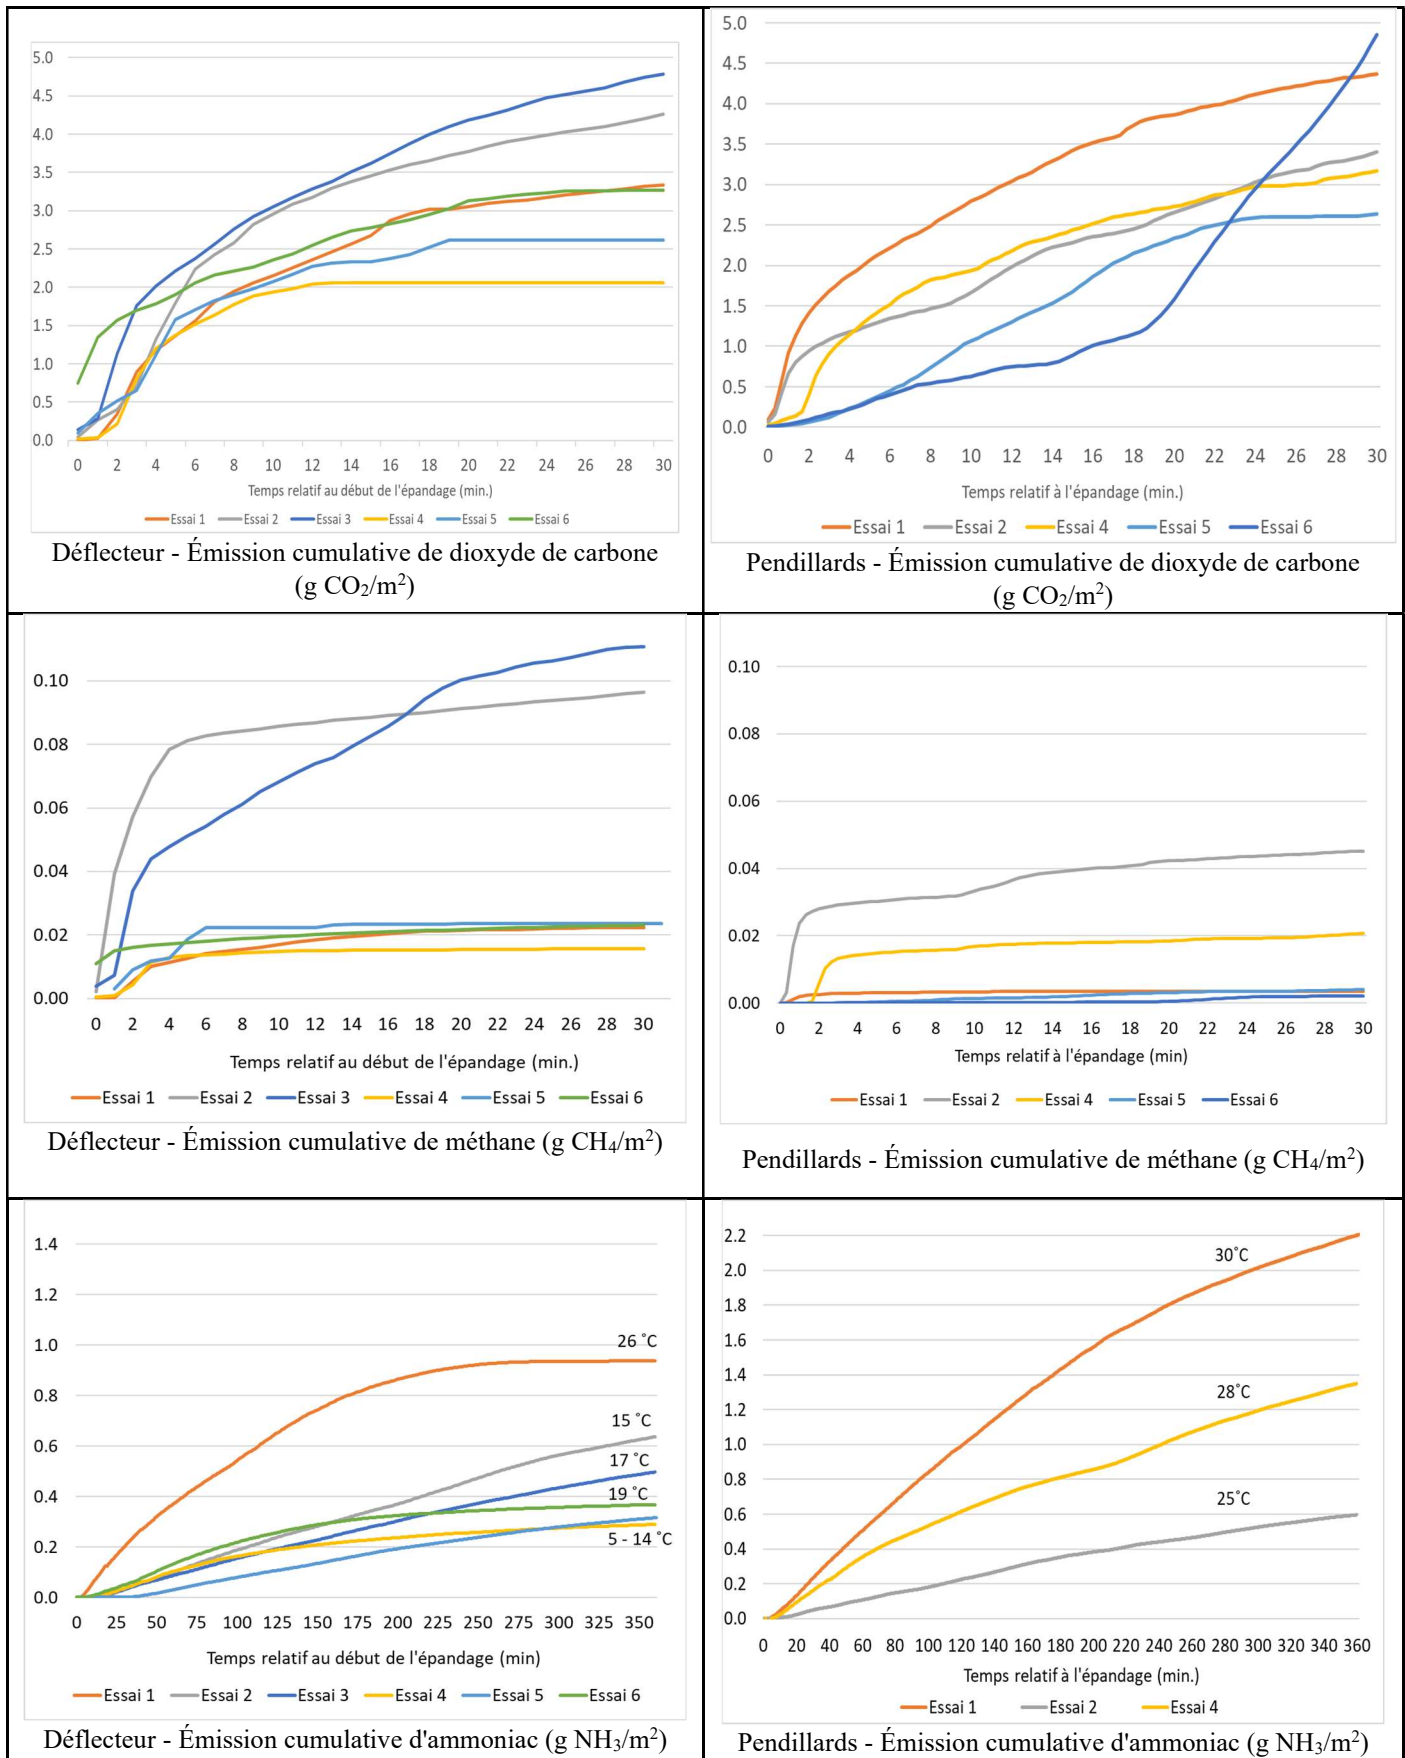 5.0
4.5
4.0
3.5
3.0
2.5
2.0
1.5
1.0
0.5
0.0
0 2 4 6 8 10 12 14 16 18 20 22 24 26 28 30
Temps relatif au début de l'épandage (min.)
Essai 1 Essai 2 Essai 3 Essai 4 Essai 5 Essai 6
Déflecteur - Émission cumulative de dioxyde de carbone
(g CO₂/m²)
5.0
4.5
4.0
3.5
3.0
2.5
2.0
1.5
1.0
0.5
0.0
0 2 4 6 8 10 12 14 16 18 20 22 24 26 28 30
Temps relatif à l'épandage (min.)
Essai 1 Essai 2 Essai 4 Essai 5 Essai 6
Pendillards - Émission cumulative de dioxyde de carbone
(g CO₂/m²)
0.10
0.08
0.06
0.04
0.02
0.00
0 2 4 6 8 10 12 14 16 18 20 22 24 26 28 30
Temps relatif au début de l'épandage (min.)
Essai 1 Essai 2 Essai 3 Essai 4 Essai 5 Essai 6
Déflecteur - Émission cumulative de méthane (g CH₄/m²)
0.10
0.08
0.06
0.04
0.02
0.00
0 2 4 6 8 10 12 14 16 18 20 22 24 26 28 30
Temps relatif à l'épandage (min)
Essai 1 Essai 2 Essai 4 Essai 5 Essai 6
Pendillards - Émission cumulative de méthane (g CH₄/m²)
1.4
1.2
1.0
0.8
0.6
0.4
0.2
0.0
26 ˚C
15 ˚C
17 ˚C
19 ˚C
5 - 14 ˚C
0 25 50 75 100 125 150 175 200 225 250 275 300 325 350
Temps relatif au début de l'épandage (min)
Essai 1 Essai 2 Essai 3 Essai 4 Essai 5 Essai 6
Déflecteur - Émission cumulative d'ammoniac (g NH₃/m²)
2.2
2.0
1.8
1.6
1.4
1.2
1.0
0.8
0.6
0.4
0.2
0.0
30˚C
28˚C
25˚C
0 20 40 60 80 100 120 140 160 180 200 220 240 260 280 300 320 340 360
Temps relatif à l'épandage (min.)
Essai 1 Essai 2 Essai 4
Pendillards - Émission cumulative d'ammoniac (g NH₃/m²)